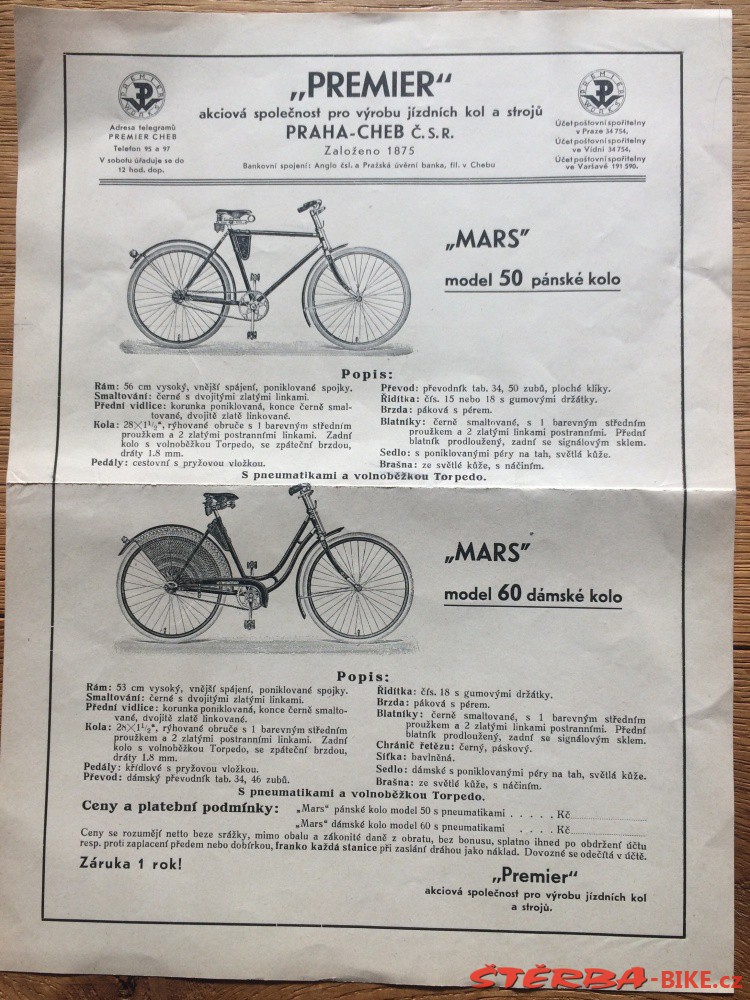 „PREMIER“
akciová společnost pro výrobu jízdních kol a strojů
PRAHA-CHEB Č.S.R.
Založeno 1875
Bankovní spojení: Anglo čsl. a Pražská úvěrní banka, fil. v Chebu
PREMIER
WORKS
Adresa telegramů
PREMIER CHEB
Telefon 95 a 97
V sobotu úřaduje se do
12 hod. dop.
PREMIER
WORKS
Účet poštovní spořitelny
v Praze 34 754,
Účet poštovní spořitelny
ve Vídni 34 754,
Účet poštovní spořitelny
ve Varšavě 191 590.
„MARS”
model 50 pánské kolo
Popis:
Rám: 56 cm vysoký, vnější spájení, poniklované spojky.
Smaltování: černé s dvojitými zlatými linkami.
Přední vidlice: korunka poniklovaná, konce černě smal-
tované, dvojitě zlatě linkované.
Kola: 28×1½“, rýhované obruče s 1 barevným středním
proužkem a 2 zlatými postranními linkami. Zadní
kolo s volnoběžkou Torpedo, se zpáteční brzdou,
dráty 1.8 mm.
Pedály: cestovní s pryžovou vložkou.
Převod: převodník tab. 34, 50 zubů, ploché kliky.
Řídítka: čís. 15 nebo 18 s gumovými držátky.
Brzda: páková s pérem.
Blatníky: černě smaltované, s 1 barevným středním
proužkem a 2 zlatými linkami postranními. Přední
blatník prodloužený, zadní se signálovým sklem.
Sedlo: s poniklovanými péry na tah, světlá kůže.
Brašna: ze světlé kůže, s náčiním.
S pneumatikami a volnoběžkou Torpedo.
„MARS”
model 60 dámské kolo
Popis:
Rám: 53 cm vysoký, vnější spájení, poniklované spojky.
Smaltování: černé s dvojitými zlatými linkami.
Přední vidlice: korunka poniklovaná, konce černě smalto-
vané, dvojitě zlatě linkované.
Kola: 28×1½“, rýhované obruče s 1 barevným středním
proužkem a 2 zlatými postranními linkami. Zadní
kolo s volnoběžkou Torpedo, se zpáteční brzdou,
dráty 1.8 mm.
Pedály: křídlové s pryžovou vložkou.
Převod: dámský převodník tab. 34, 46 zubů.
Řídítka: čís. 18 s gumovými držátky.
Brzda: páková s pérem.
Blatníky: černě smaltované, s 1 barevným středním
proužkem a 2 zlatými linkami postranními. Přední
blatník prodloužený, zadní se signálovým sklem.
Chránič řetězu: černý, páskový.
Síťka: bavlněná.
Sedlo: dámské s poniklovanými péry na tah, světlá kůže.
Brašna: ze světlé kůže, s náčiním.
S pneumatikami a volnoběžkou Torpedo.
Ceny a platební podmínky: „Mars“ pánské kolo model 50 s pneumatikami . . . . . Kč
„Mars“ dámské kolo model 60 s pneumatikami . . . . . Kč
Ceny se rozumějí netto beze srážky, mimo obalu a zákonité daně z obratu, bez bonusu, splatno ihned po obdržení účtu
resp. proti zaplacení předem nebo dobírkou, franko každá stanice při zaslání dráhou jako náklad. Dovozné se odečítá v účtě.
Záruka 1 rok!
„Premier“
akciová společnost pro výrobu jízdních kol
a strojů.
ŠTĚRBA-BIKE.cz